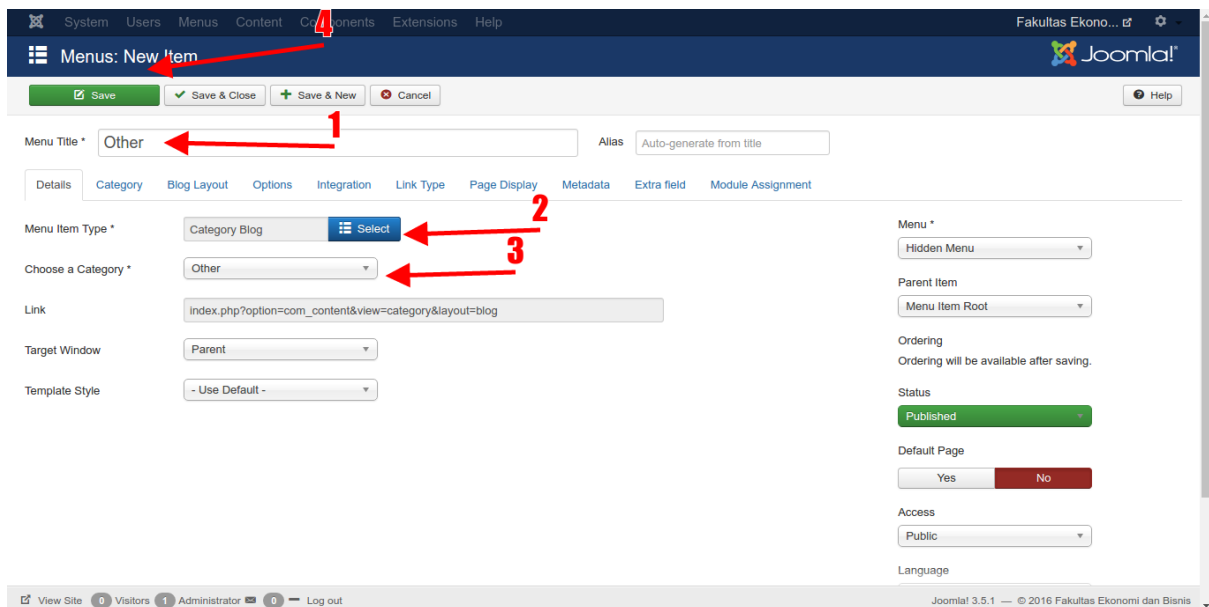 System Users Menus Content Components Extensions Help Fakultas Ekono...
4
Menus: New Item Joomla!®
Save Save & Close Save & New Cancel Help
1
Menu Title * Other Alias Auto-generate from title
Details Category Blog Layout Options Integration Link Type Page Display Metadata Extra field Module Assignment
2
Menu Item Type * Category Blog Select Menu *
Hidden Menu
3
Choose a Category * Other
Parent Item
Link index.php?option=com_content&view=category&layout=blog Menu Item Root
Ordering
Target Window Parent Ordering will be available after saving.
Template Style - Use Default - Status
Published
Default Page
Yes No
Access
Public
Language
View Site 0 Visitors 1 Administrator 0 Log out Joomla! 3.5.1 — © 2016 Fakultas Ekonomi dan Bisnis